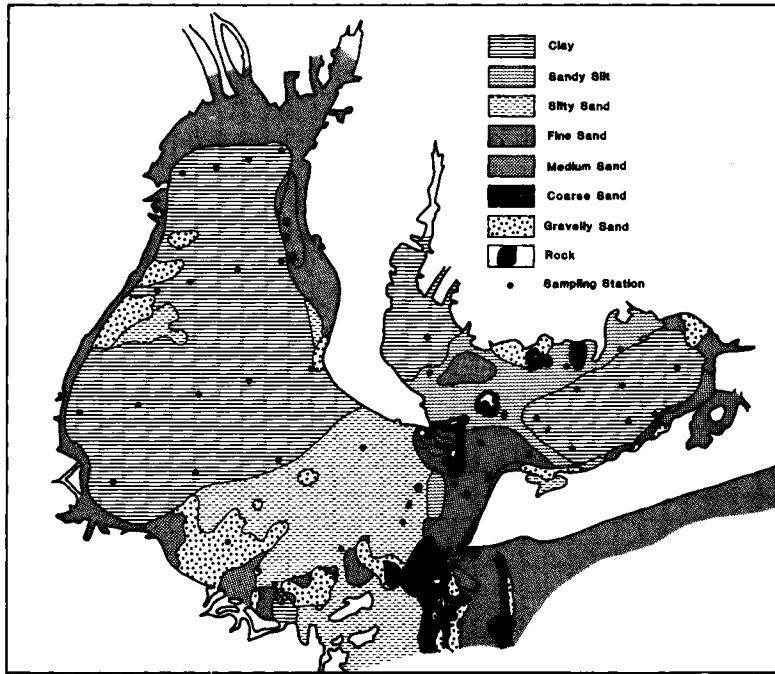 Clay
Sandy Silt
Silty Sand
Fine Sand
Medium Sand
Coarse Sand
Gravelly Sand
Rock
Sampling Station